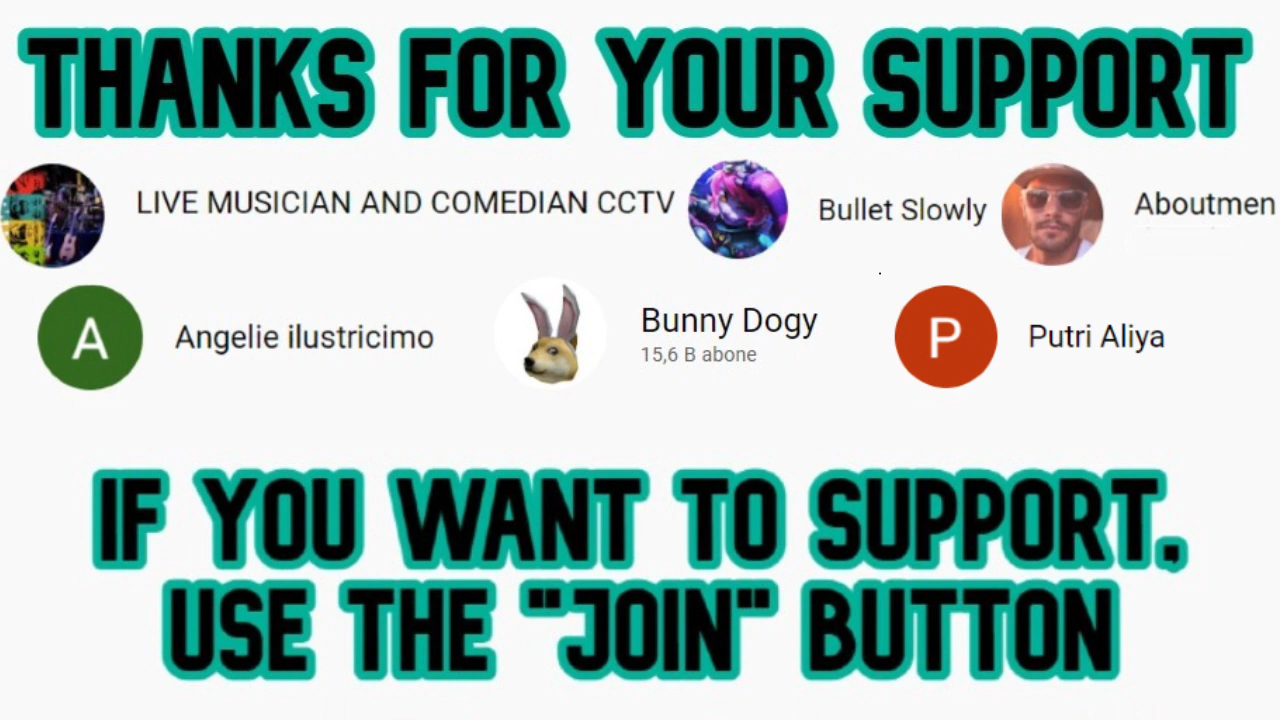 THANKS FOR YOUR SUPPORT
LIVE MUSICIAN AND COMEDIAN CCTV
Bullet Slowly
Aboutmen
A
Angelie ilustricimo
Bunny Dogy
15,6 B abone
P
Putri Aliya
IF YOU WANT TO SUPPORT,
USE THE "JOIN" BUTTON